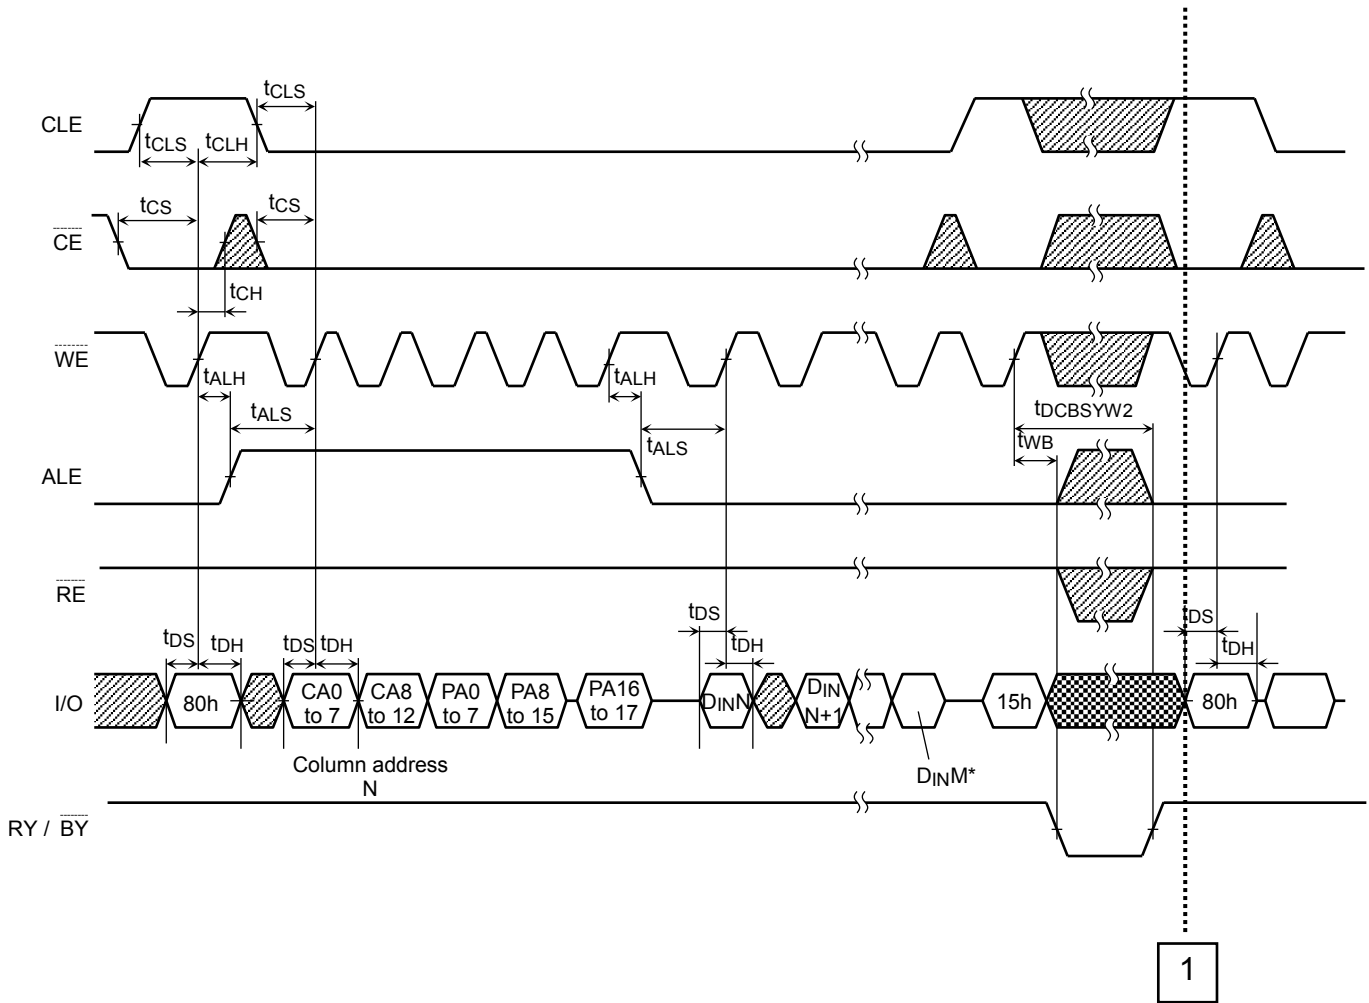 tCLS
CLE
tCLS
tCLH
tCS
tCS
CE
tCH
WE
tALH
tALH
tALS
tALS
tDCBSYW2
tWB
ALE
RE
tDS
tDH
tDS
tDH
tDS
tDH
tDS
tDH
I/O
80h
CA0
to 7
CA8
to 12
PA0
to 7
PA8
to 15
PA16
to 17
DINN
DIN
N+1
15h
80h
Column address
N
DINM*
RY / BY
1